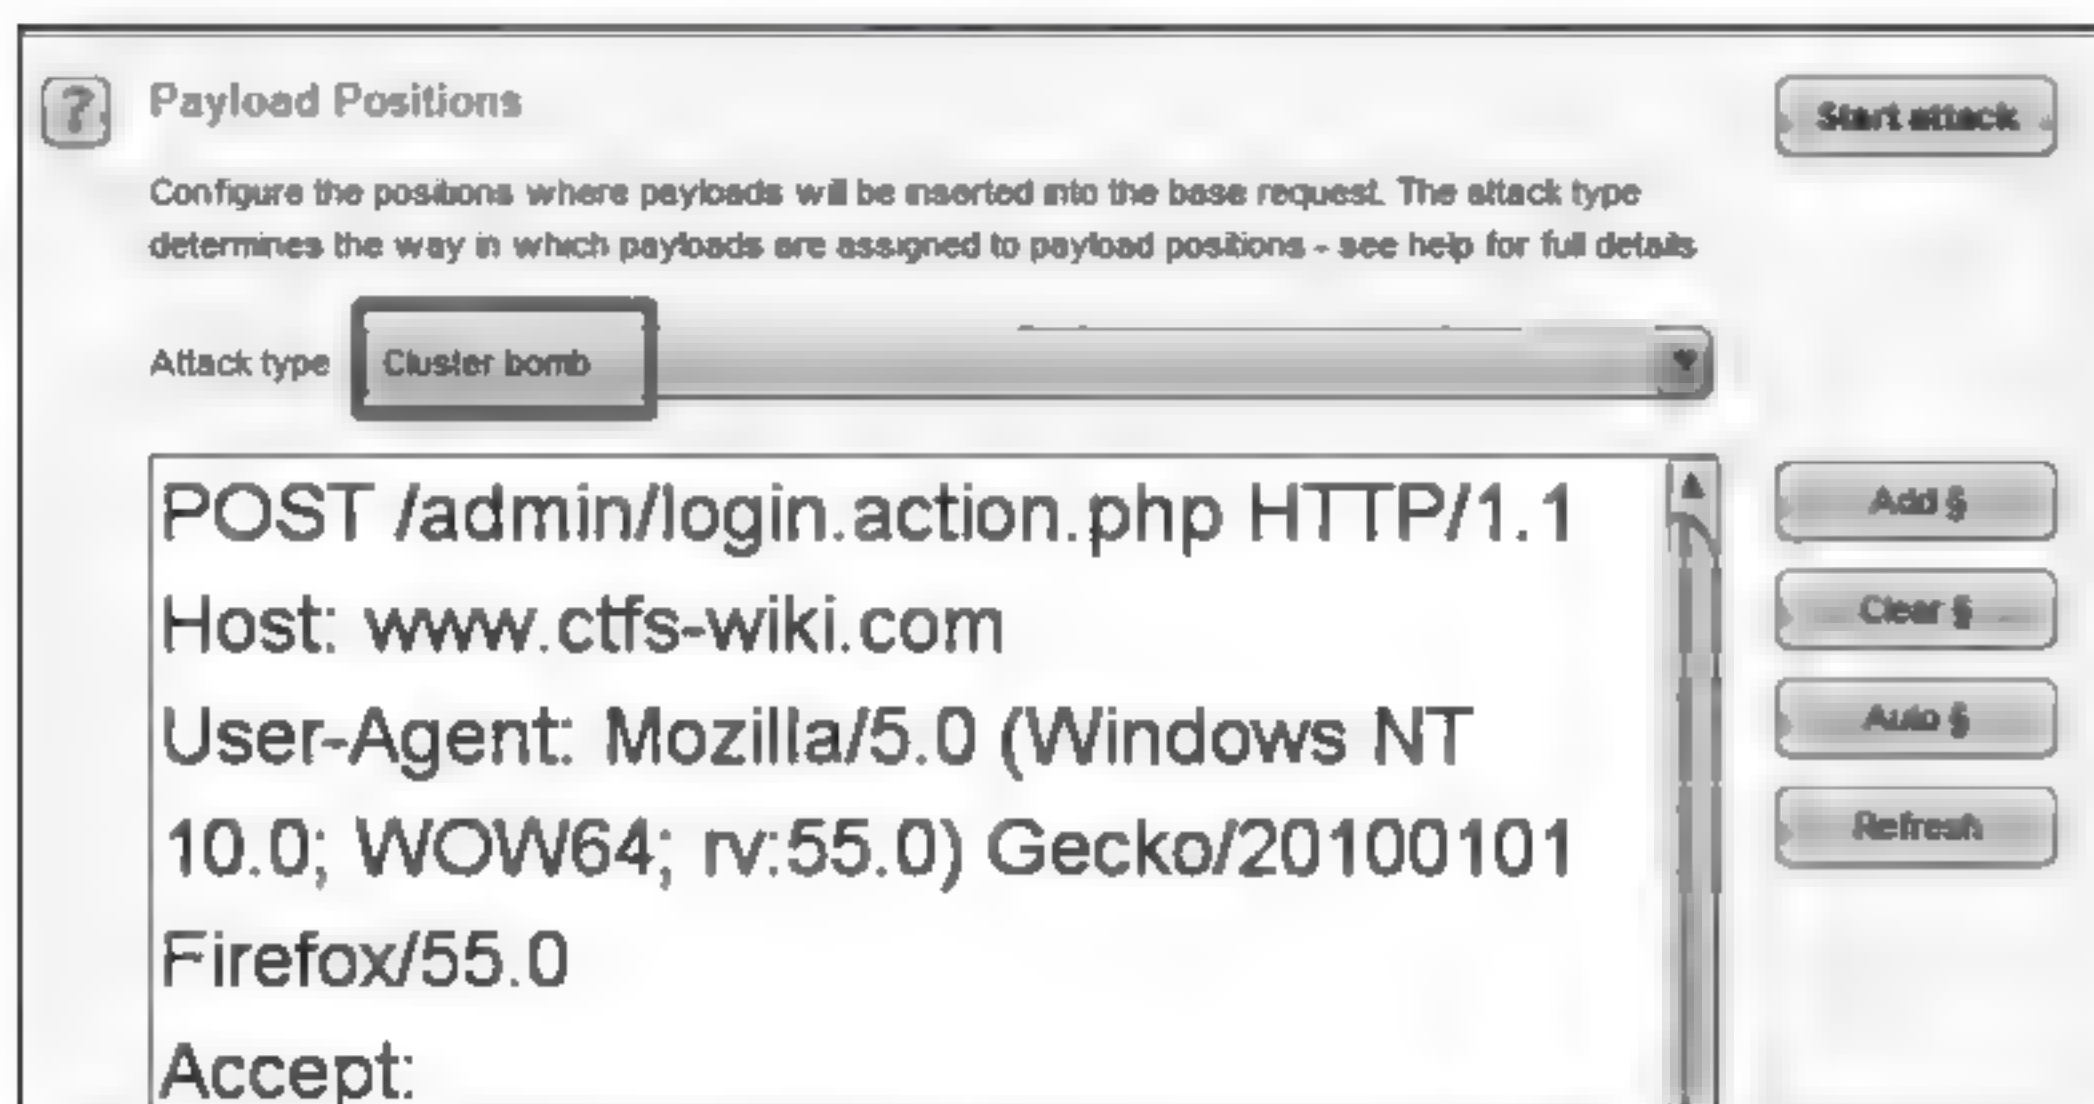 ?
Payload Positions
Start attack
Configure the positions where payloads will be inserted into the base request. The attack type
determines the way in which payloads are assigned to payload positions - see help for full details
Attack type
Cluster bomb
POST /admin/login.action.php HTTP/1.1
Host: www.ctfs-wiki.com
User-Agent: Mozilla/5.0 (Windows NT
10.0; WOW64; rv:55.0) Gecko/20100101
Firefox/55.0
Accept:
Add §
Clear §
Auto §
Refresh